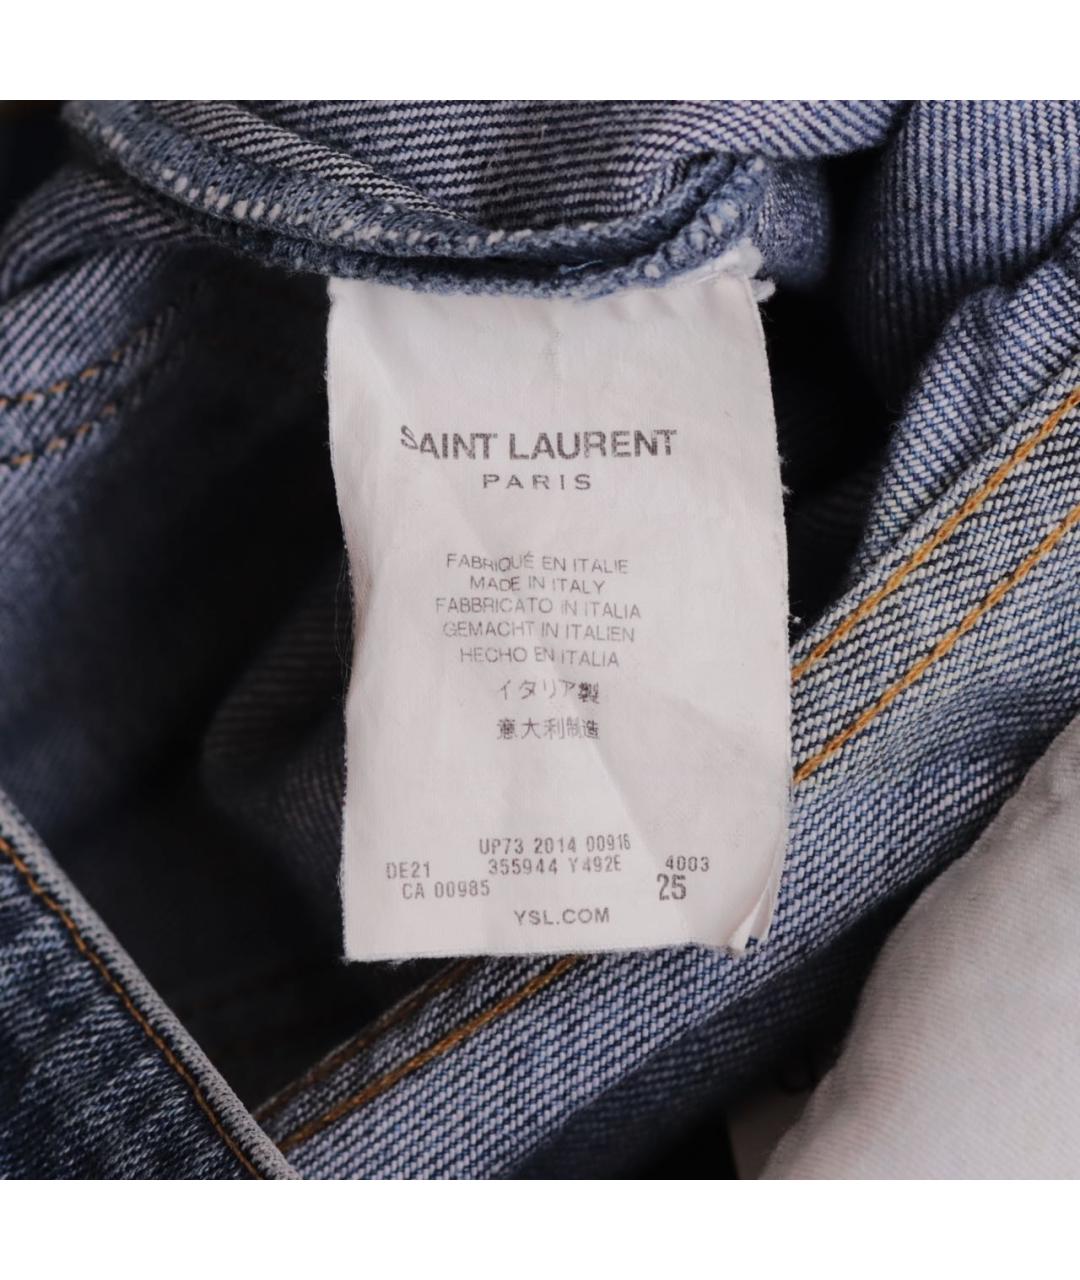 SAINT LAURENT
PARIS
FABRIQUÉ EN ITALIE
MADE IN ITALY
FABBRICATO IN ITALIA
GEMACHT IN ITALIEN
HECHO EN ITALIA
イタリア製
意大利制造
UP73 2014 00916
DE21 355944 Y492E 4003
CA 00985 25
YSL.COM